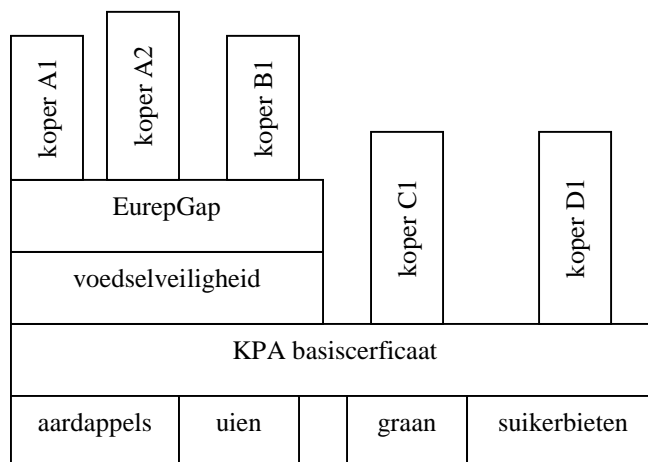 koper A1
koper A2
koper B1
koper C1
koper D1
EurepGap
voedselveiligheid
KPA basiscerficaat
aardappels
uien
graan
suikerbieten